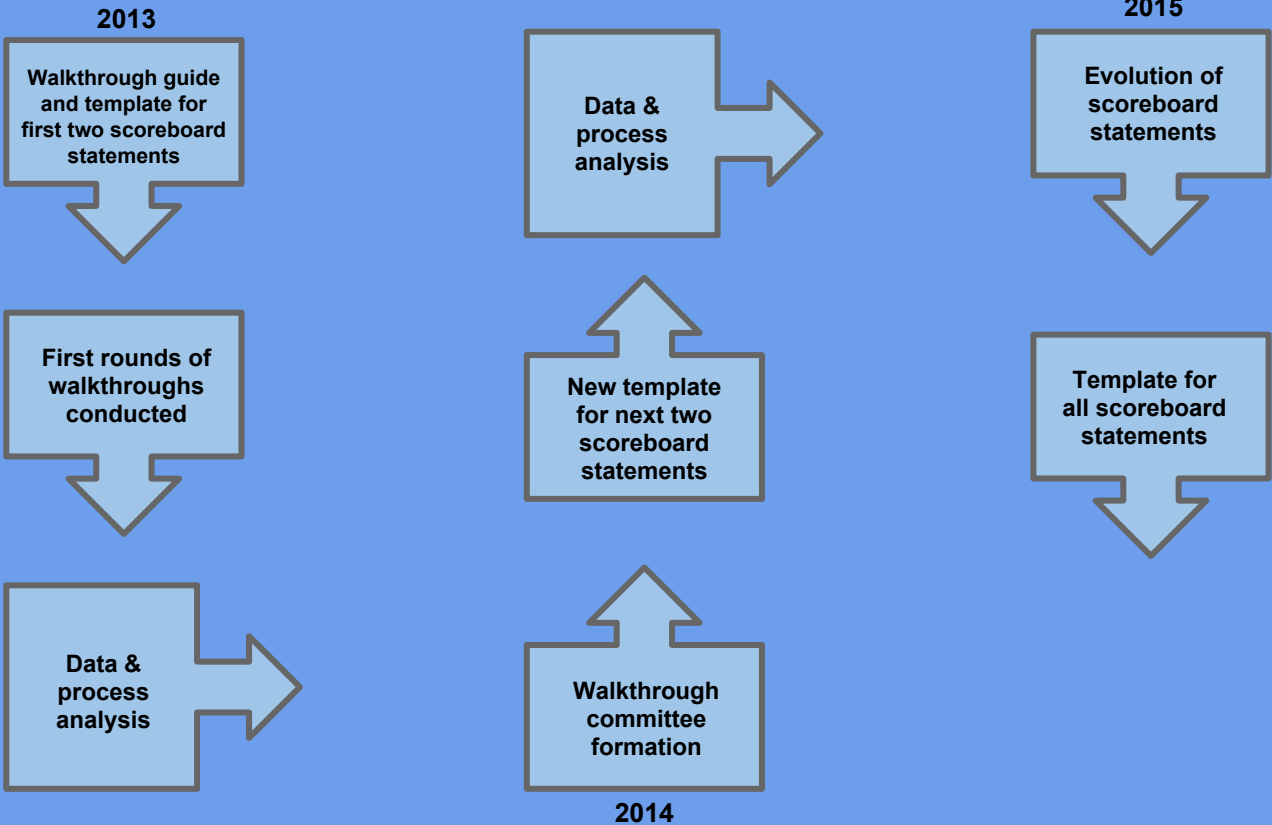 2013
Walkthrough guide
and template for
first two scoreboard
statements
First rounds of
walkthroughs
conducted
Data &
process
analysis
Data &
process
analysis
New template
for next two
scoreboard
statements
Walkthrough
committee
formation
2014
2015
Evolution of
scoreboard
statements
Template for
all scoreboard
statements